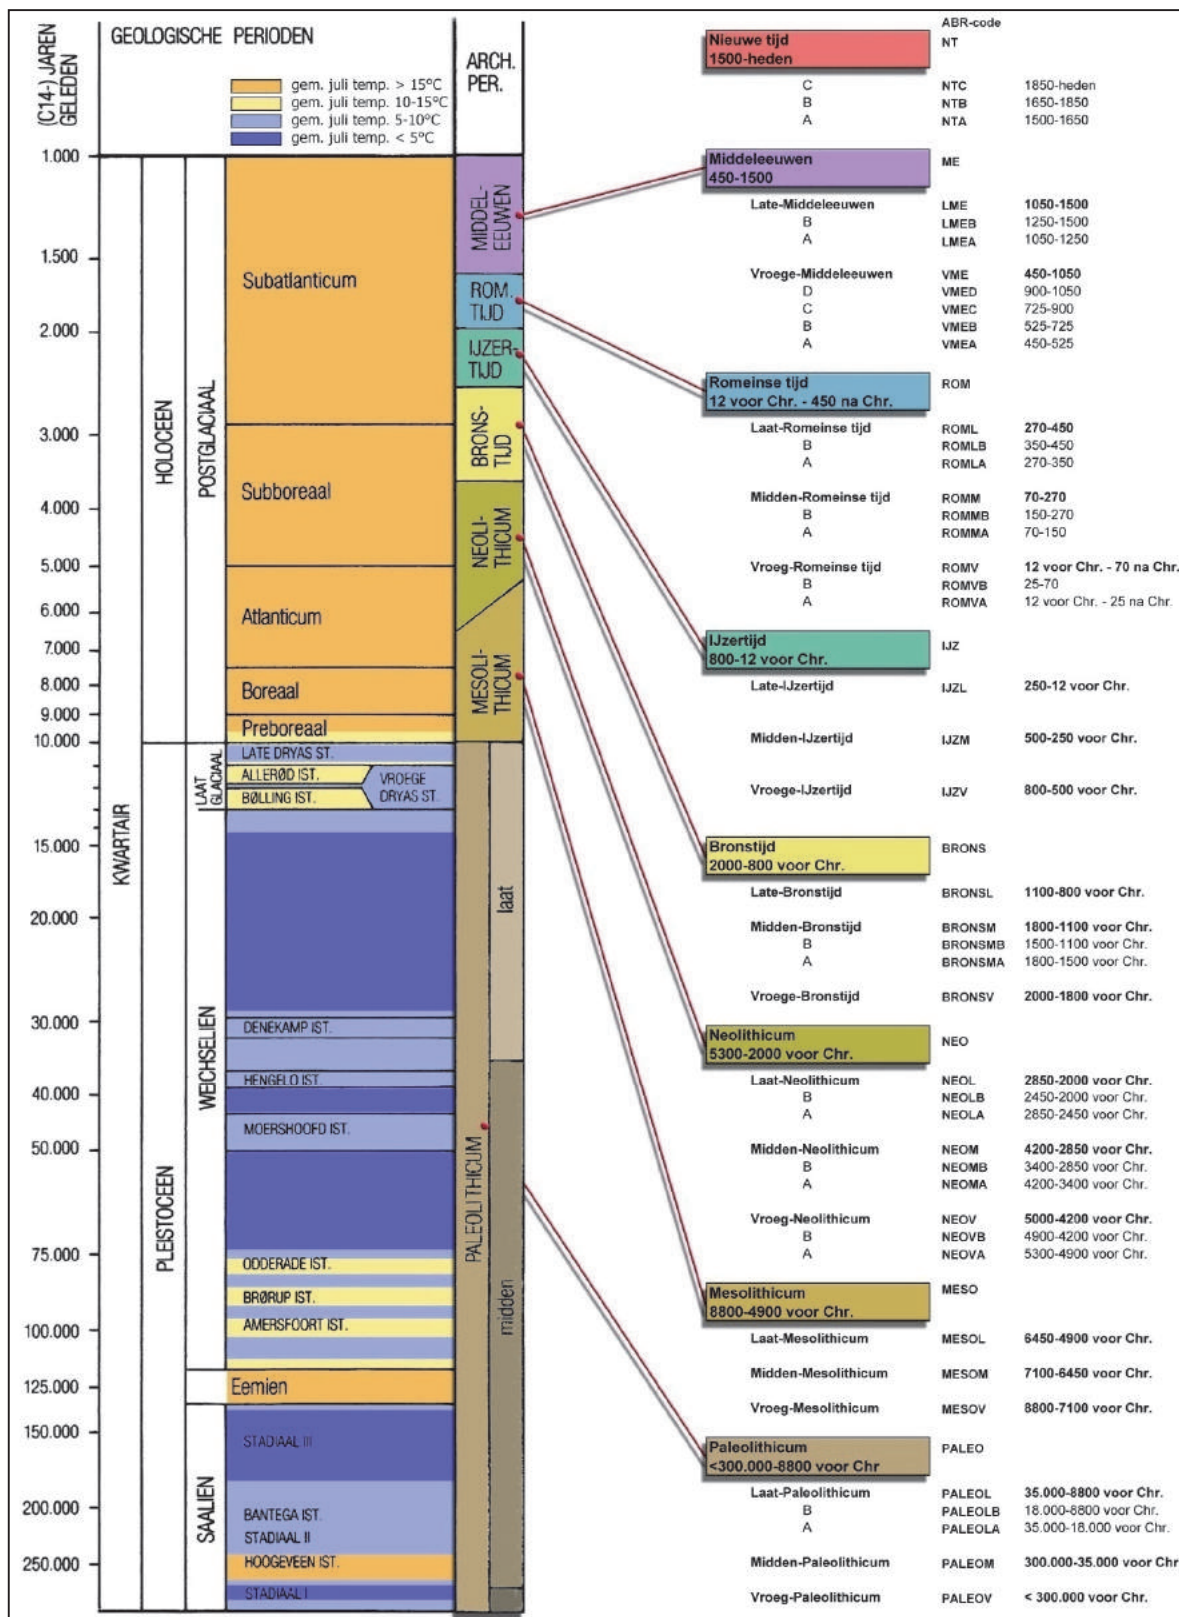 GEOLOGISCHE PERIODEN
(C14-) JAREN GELEDEN
gem. juli temp. > 15°C
gem. juli temp. 10-15°C
gem. juli temp. 5-10°C
gem. juli temp. < 5°C
ARCH.
PER.
1.000
1.500
2.000
3.000
4.000
5.000
6.000
7.000
8.000
9.000
10.000
15.000
20.000
30.000
40.000
50.000
75.000
100.000
125.000
150.000
200.000
250.000
KWARTAIR
HOLOCEEN
PLEISTOCEEN
POSTGLACIAAL
LAAT
GLACIAAL
WEICHSELIEN
SAALIEN
Subatlanticum
Subboreaal
Atlanticum
Boreaal
Preboreaal
LATE DRYAS ST.
ALLERØD IST.
VROEGE
DRYAS ST.
BØLLING IST.
DENEKAMP IST.
HENGELO IST.
MOERSHOOFD IST.
ODDERADE IST.
BRØRUP IST.
AMERSFOORT IST.
Eemien
STADIAAL III
BANTEGA IST.
STADIAAL II
HOOGEVEEN IST.
STADIAAL I
MIDDEL-
EEUWEN
ROM.
TIJD
IJZER-
TIJD
BRONS-
TIJD
NEOLI-
THICUM
MESOLI-
THICUM
PALEOLITHICUM
laat
midden
ABR-code
Nieuwe tijd NT
1500-heden
C NTC 1850-heden
B NTB 1650-1850
A NTA 1500-1650
Middeleeuwen ME
450-1500
Late-Middeleeuwen LME 1050-1500
B LMEB 1250-1500
A LMEA 1050-1250
Vroege-Middeleeuwen VME 450-1050
D VMED 900-1050
C VMEC 725-900
B VMEB 525-725
A VMEA 450-525
Romeinse tijd ROM
12 voor Chr. - 450 na Chr.
Laat-Romeinse tijd ROML 270-450
B ROMLB 350-450
A ROMLA 270-350
Midden-Romeinse tijd ROMM 70-270
B ROMMB 150-270
A ROMMA 70-150
Vroeg-Romeinse tijd ROMV 12 voor Chr. - 70 na Chr.
B ROMVB 25-70
A ROMVA 12 voor Chr. - 25 na Chr.
IJzertijd IJZ
800-12 voor Chr.
Late-IJzertijd IJZL 250-12 voor Chr.
Midden-IJzertijd IJZM 500-250 voor Chr.
Vroege-IJzertijd IJZV 800-500 voor Chr.
Bronstijd BRONS
2000-800 voor Chr.
Late-Bronstijd BRONSL 1100-800 voor Chr.
Midden-Bronstijd BRONSM 1800-1100 voor Chr.
B BRONSMB 1500-1100 voor Chr.
A BRONSMA 1800-1500 voor Chr.
Vroege-Bronstijd BRONSV 2000-1800 voor Chr.
Neolithicum NEO
5300-2000 voor Chr.
Laat-Neolithicum NEOL 2850-2000 voor Chr.
B NEOLB 2450-2000 voor Chr.
A NEOLA 2850-2450 voor Chr.
Midden-Neolithicum NEOM 4200-2850 voor Chr.
B NEOMB 3400-2850 voor Chr.
A NEOMA 4200-3400 voor Chr.
Vroeg-Neolithicum NEOV 5000-4200 voor Chr.
B NEOVB 4900-4200 voor Chr.
A NEOVA 5300-4900 voor Chr.
Mesolithicum MESO
8800-4900 voor Chr.
Laat-Mesolithicum MESOL 6450-4900 voor Chr.
Midden-Mesolithicum MESOM 7100-6450 voor Chr.
Vroeg-Mesolithicum MESOV 8800-7100 voor Chr.
Paleolithicum PALEO
<300.000-8800 voor Chr
Laat-Paleolithicum PALEOL 35.000-8800 voor Chr.
B PALEOLB 18.000-8800 voor Chr.
A PALEOLA 35.000-18.000 voor Chr.
Midden-Paleolithicum PALEOM 300.000-35.000 voor Chr
Vroeg-Paleolithicum PALEOV < 300.000 voor Chr.